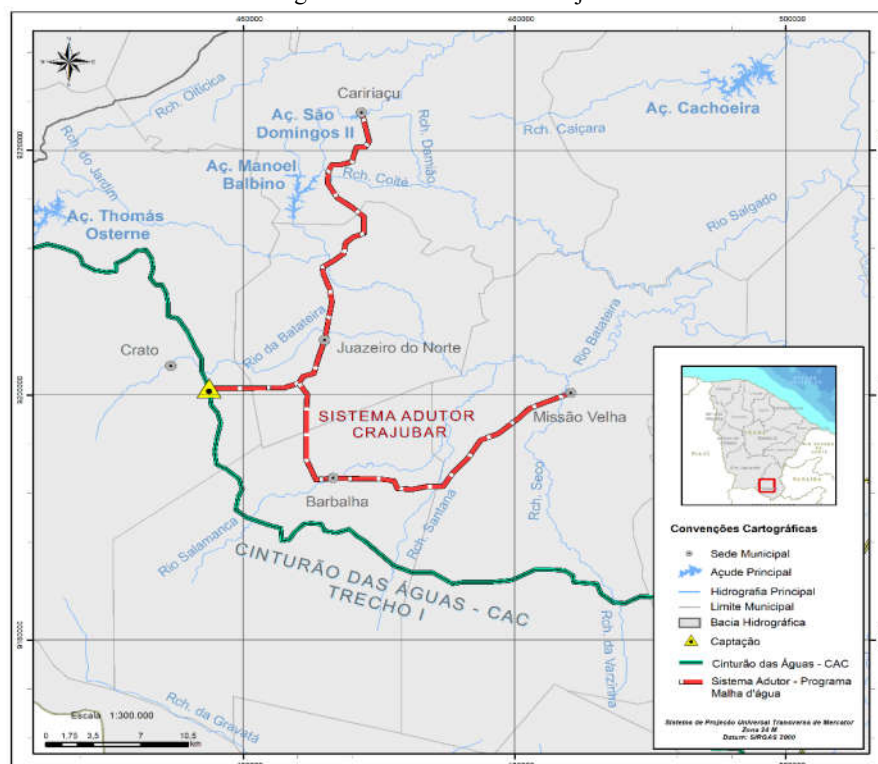 460000 480000 500000
Caririaçu
Rch. Oiticica
Aç. São
Domingos II
Aç. Cachoeira
Rch. Caiçara
Rch. Damião
Rch. do Jardim
Aç. Manoel
Balbino
Rch. Coité
Aç. Thomás
Osterne
Rio Salgado
Rio da Batateira
Rio Batateira
Crato
Juazeiro do Norte
SISTEMA ADUTOR
CRAJUBAR
Missão Velha
Barbalha
Rch. Seco
Rch. Santana
Rio Salamanca
CINTURÃO DAS ÁGUAS - CAC
TRECHO I
Rch. da Varzinha
Rch. da Gravatá
Escala 1:300.000
0 1,75 3,5 7 10,5
km
Convenções Cartográficas
Sede Municipal
Açude Principal
Hidrografia Principal
Limite Municipal
Bacia Hidrográfica
Captação
Cinturão das Águas - CAC
Sistema Adutor - Programa
Malha d'água
Sistema de Projeção Universal Transversa de Mercator
Zona 24 M
Datum: SIRGAS 2000